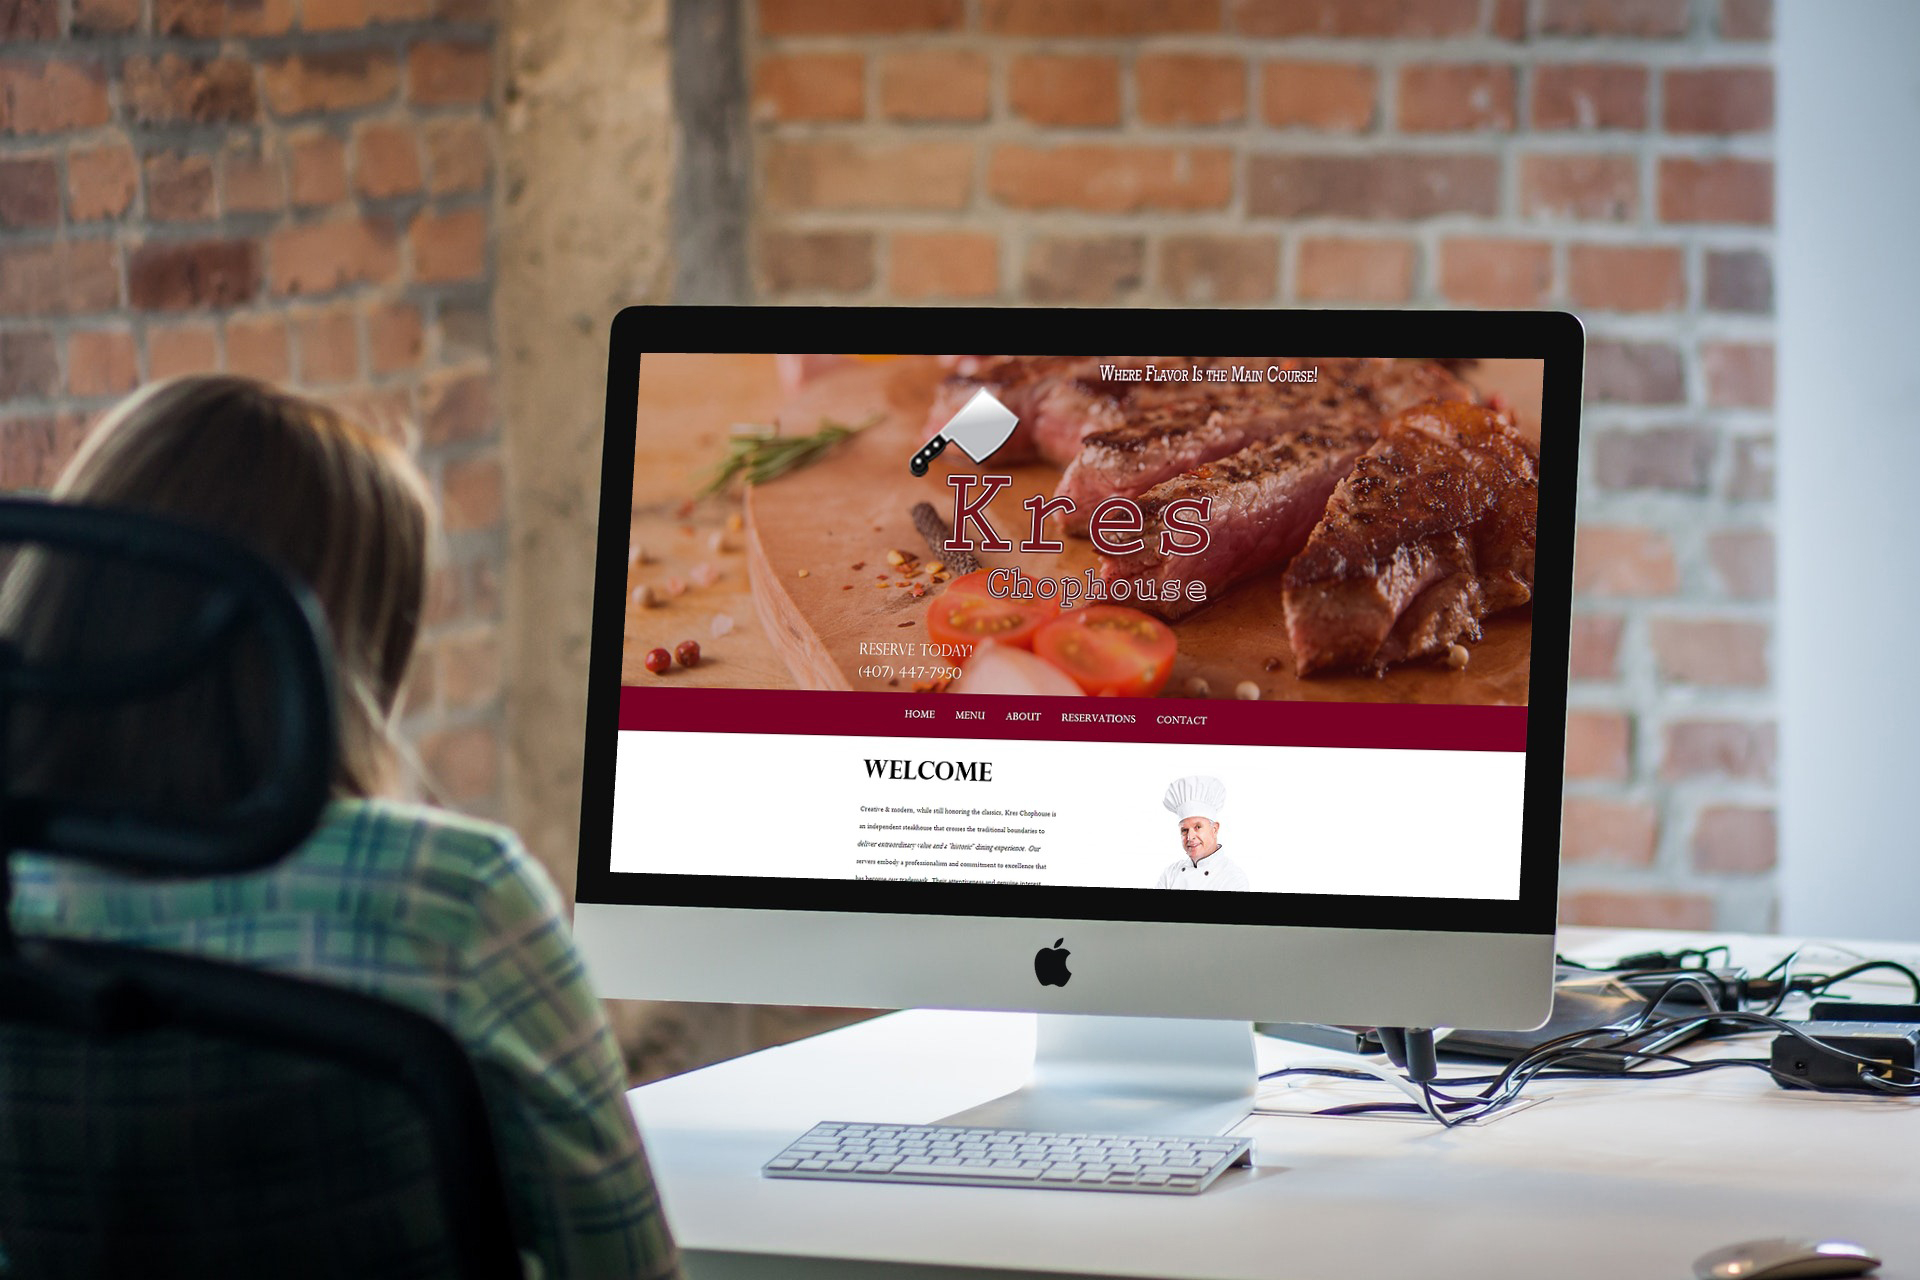 Where Flavor Is the Main Course!
Kres
Chophouse
RESERVE TODAY!
(407) 447-7950
HOME MENU ABOUT RESERVATIONS CONTACT
WELCOME
Creative & modern, while still honoring the classics, Kres Chophouse is
an independent steakhouse that crosses the traditional boundaries to
deliver extraordinary value and a "historic" dining experience. Our
servers embody a professionalism and commitment to excellence that
has become our trademark. Their attentiveness and genuine interest